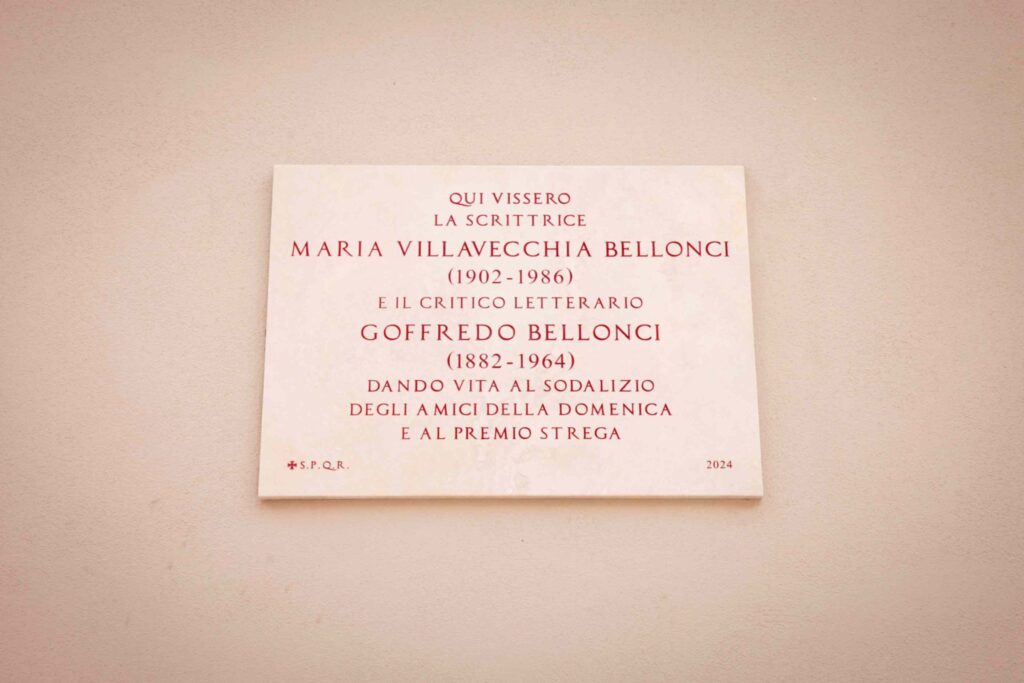 QUI VISSERO
LA SCRITTRICE
MARIA VILLAVECCHIA BELLONCI
(1902-1986)
E IL CRITICO LETTERARIO
GOFFREDO BELLONCI
(1882-1964)
DANDO VITA AL SODALIZIO
DEGLI AMICI DELLA DOMENICA
E AL PREMIO STREGA
✠ S.P.Q.R. 2024